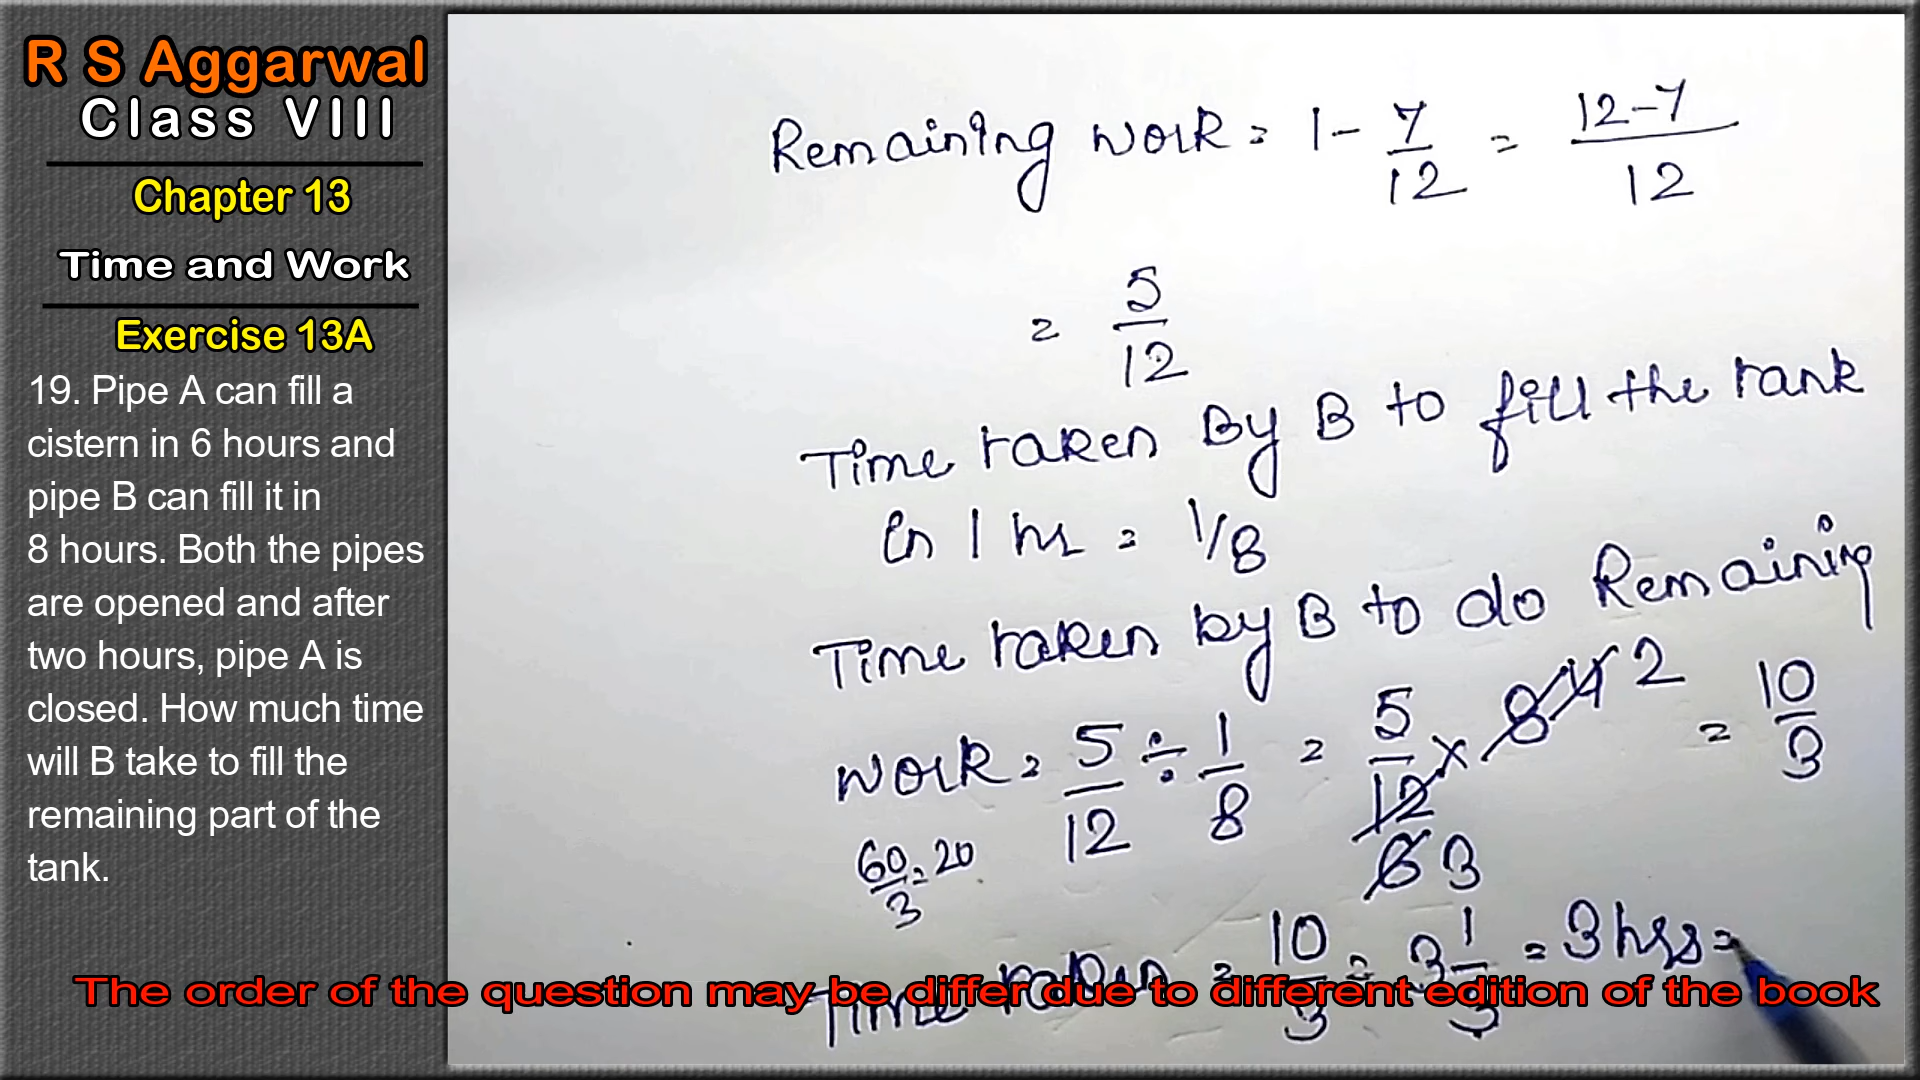 R S Aggarwal
Class VIII
Chapter 13
Time and Work
Exercise 13A
19. Pipe A can fill a
cistern in 6 hours and
pipe B can fill it in
8 hours. Both the pipes
are opened and after
two hours, pipe A is
closed. How much time
will B take to fill the
remaining part of the
tank.
Remaining work = 1 - 7/12 = 12-7/12
= 5/12
Time taken By B to fill the tank
in 1 hr = 1/8
Time taken by B to do Remaining
work = 5/12 ÷ 1/8 = 5/12 × 8 4 2 = 10/3
6 3
60/3 = 20
Time taken = 10/3 = 3 1/3 = 3 hrs =
The order of the question may be differ due to different edition of the book